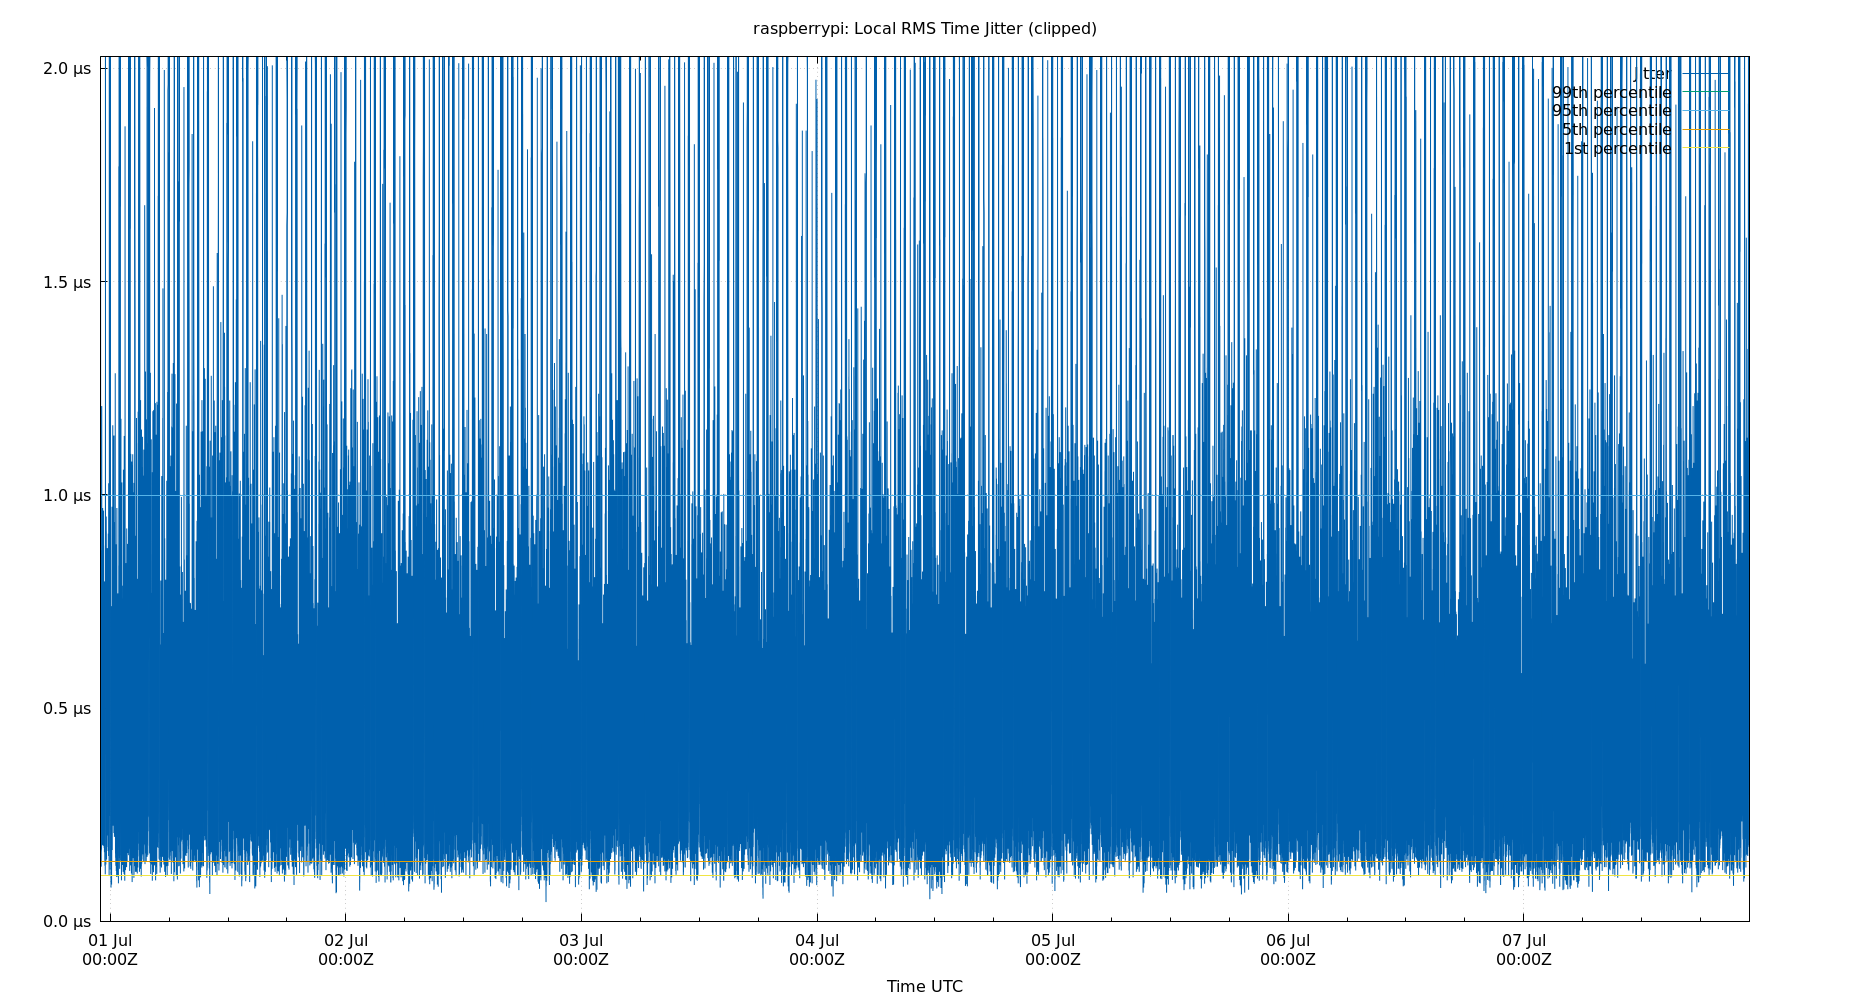 raspberrypi: Local RMS Time Jitter (clipped)
2.0 µs
1.5 µs
1.0 µs
0.5 µs
0.0 µs
jitter
99th percentile
95th percentile
5th percentile
1st percentile
01 Jul 02 Jul 03 Jul 04 Jul 05 Jul 06 Jul 07 Jul
00:00Z 00:00Z 00:00Z 00:00Z 00:00Z 00:00Z 00:00Z
Time UTC